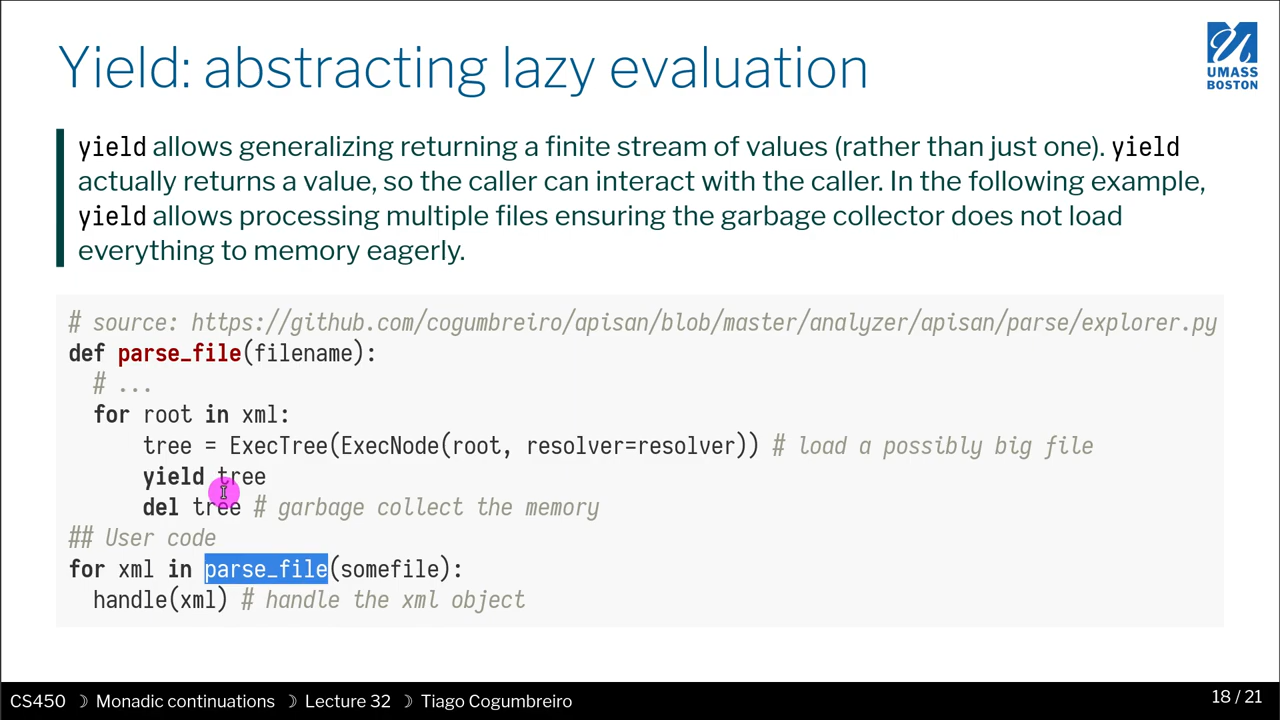 Yield: abstracting lazy evaluation
UMASS
BOSTON
yield allows generalizing returning a finite stream of values (rather than just one). yield
actually returns a value, so the caller can interact with the caller. In the following example,
yield allows processing multiple files ensuring the garbage collector does not load
everything to memory eagerly.
# source: https://github.com/cogumbreiro/apisan/blob/master/analyzer/apisan/parse/explorer.py
def parse_file(filename):
# ...
for root in xml:
tree = ExecTree(ExecNode(root, resolver=resolver)) # load a possibly big file
yield tree
del tree # garbage collect the memory
## User code
for xml in parse_file(somefile):
handle(xml) # handle the xml object
CS450 ☽ Monadic continuations ☽ Lecture 32 ☽ Tiago Cogumbreiro
18 / 21